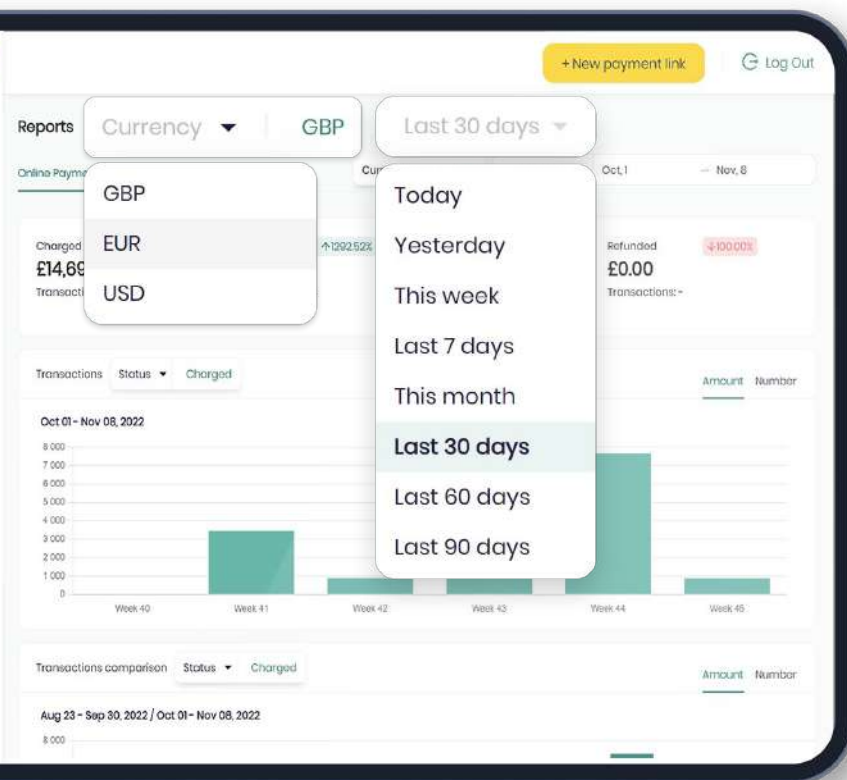 + New payment link
Log Out
Reports
Currency
GBP
Last 30 days
Online
Oct, 1 — Nov, 8
GBP
EUR
USD
Today
Yesterday
This week
Last 7 days
This month
Last 30 days
Last 60 days
Last 90 days
Charged
£14,69
↑1292.52%
Refunded
↓100.00%
£0.00
Transactions: -
Transactions Status Charged
Amount Number
Oct 01 - Nov 08, 2022
8 000
7 000
6 000
5 000
4 000
3 000
2 000
1 000
0
Week 40 Week 41 Week 42 Week 43 Week 44 Week 45
Transactions comparison Status Charged
Amount Number
Aug 23 - Sep 30, 2022 / Oct 01 - Nov 08, 2022
8 000